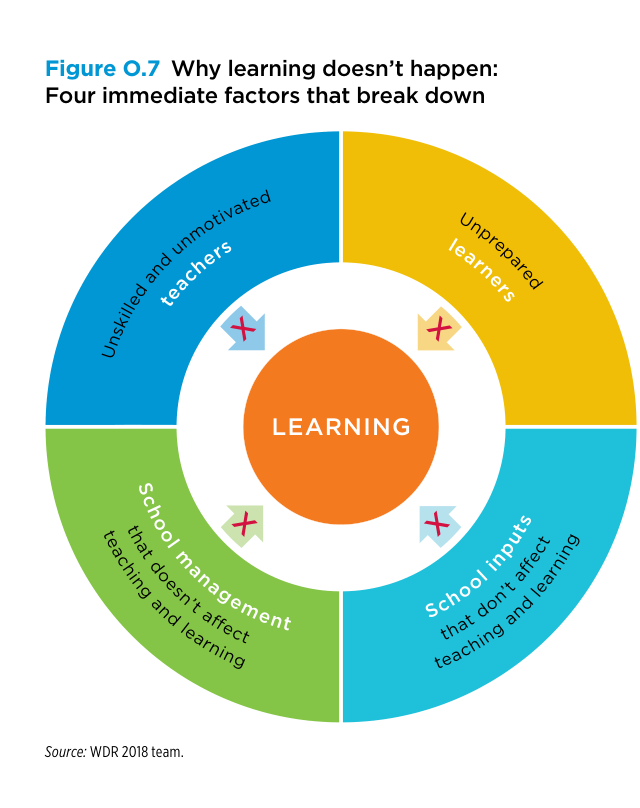 Figure O.7 Why learning doesn’t happen:
Four immediate factors that break down
Unskilled and unmotivated
teachers
Unprepared
learners
LEARNING
School management
that doesn’t affect
teaching and learning
School inputs
that don’t affect
teaching and learning
Source: WDR 2018 team.